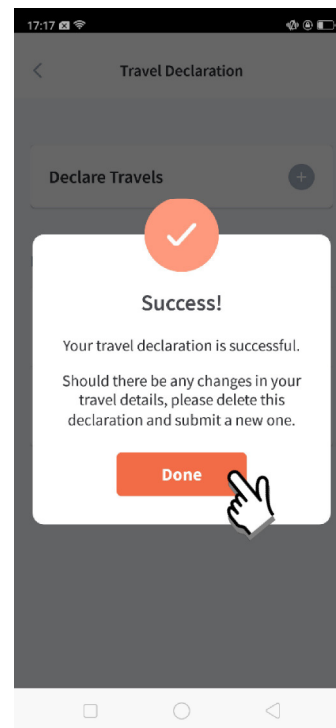 17:17
Travel Declaration
Declare Travels
Success!
Your travel declaration is successful.
Should there be any changes in your
travel details, please delete this
declaration and submit a new one.
Done